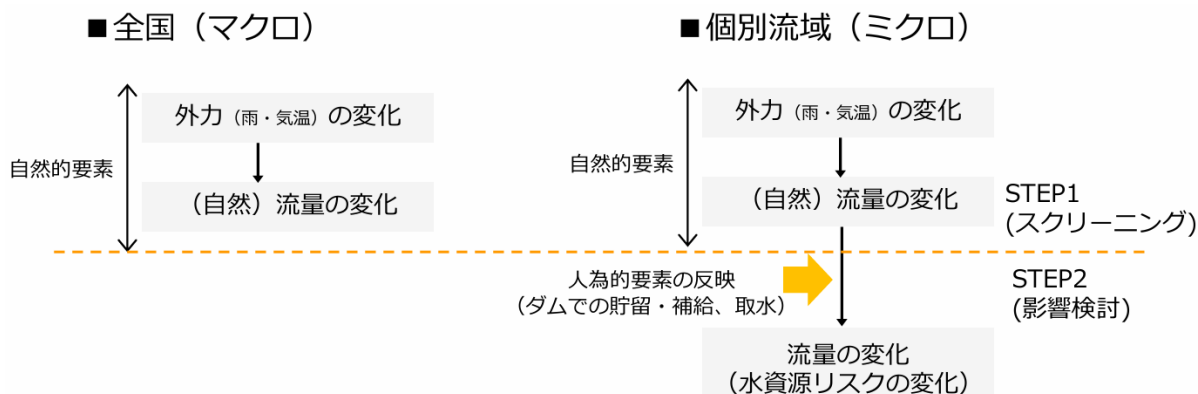 ■全国（マクロ）
外力（雨・気温）の変化
自然的要素
（自然）流量の変化
■個別流域（ミクロ）
外力（雨・気温）の変化
自然的要素
（自然）流量の変化
STEP1
(スクリーニング)
人為的要素の反映
（ダムでの貯留・補給、取水）
STEP2
(影響検討)
流量の変化
（水資源リスクの変化）